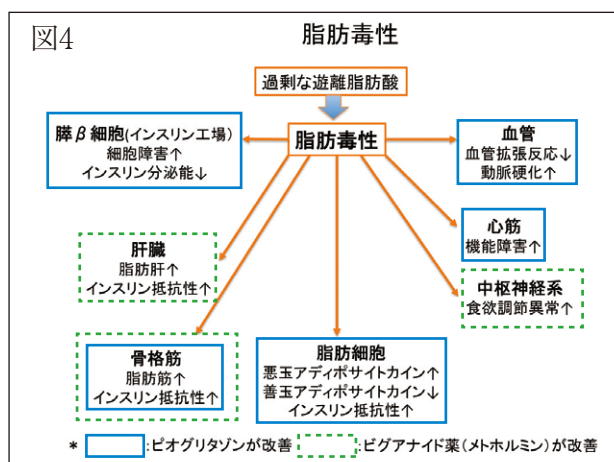 図4
脂肪毒性
過剰な遊離脂肪酸
脂肪毒性
膵β細胞(インスリン工場)
細胞障害↑
インスリン分泌能↓
血管
血管拡張反応↓
動脈硬化↑
心筋
機能障害↑
肝臓
脂肪肝↑
インスリン抵抗性↑
中枢神経系
食欲調節異常↑
骨格筋
脂肪筋↑
インスリン抵抗性↑
脂肪細胞
悪玉アディポサイトカイン↑
善玉アディポサイトカイン↓
インスリン抵抗性↑
* :ピオグリタゾンが改善 :ビグアナイド薬(メトホルミン)が改善